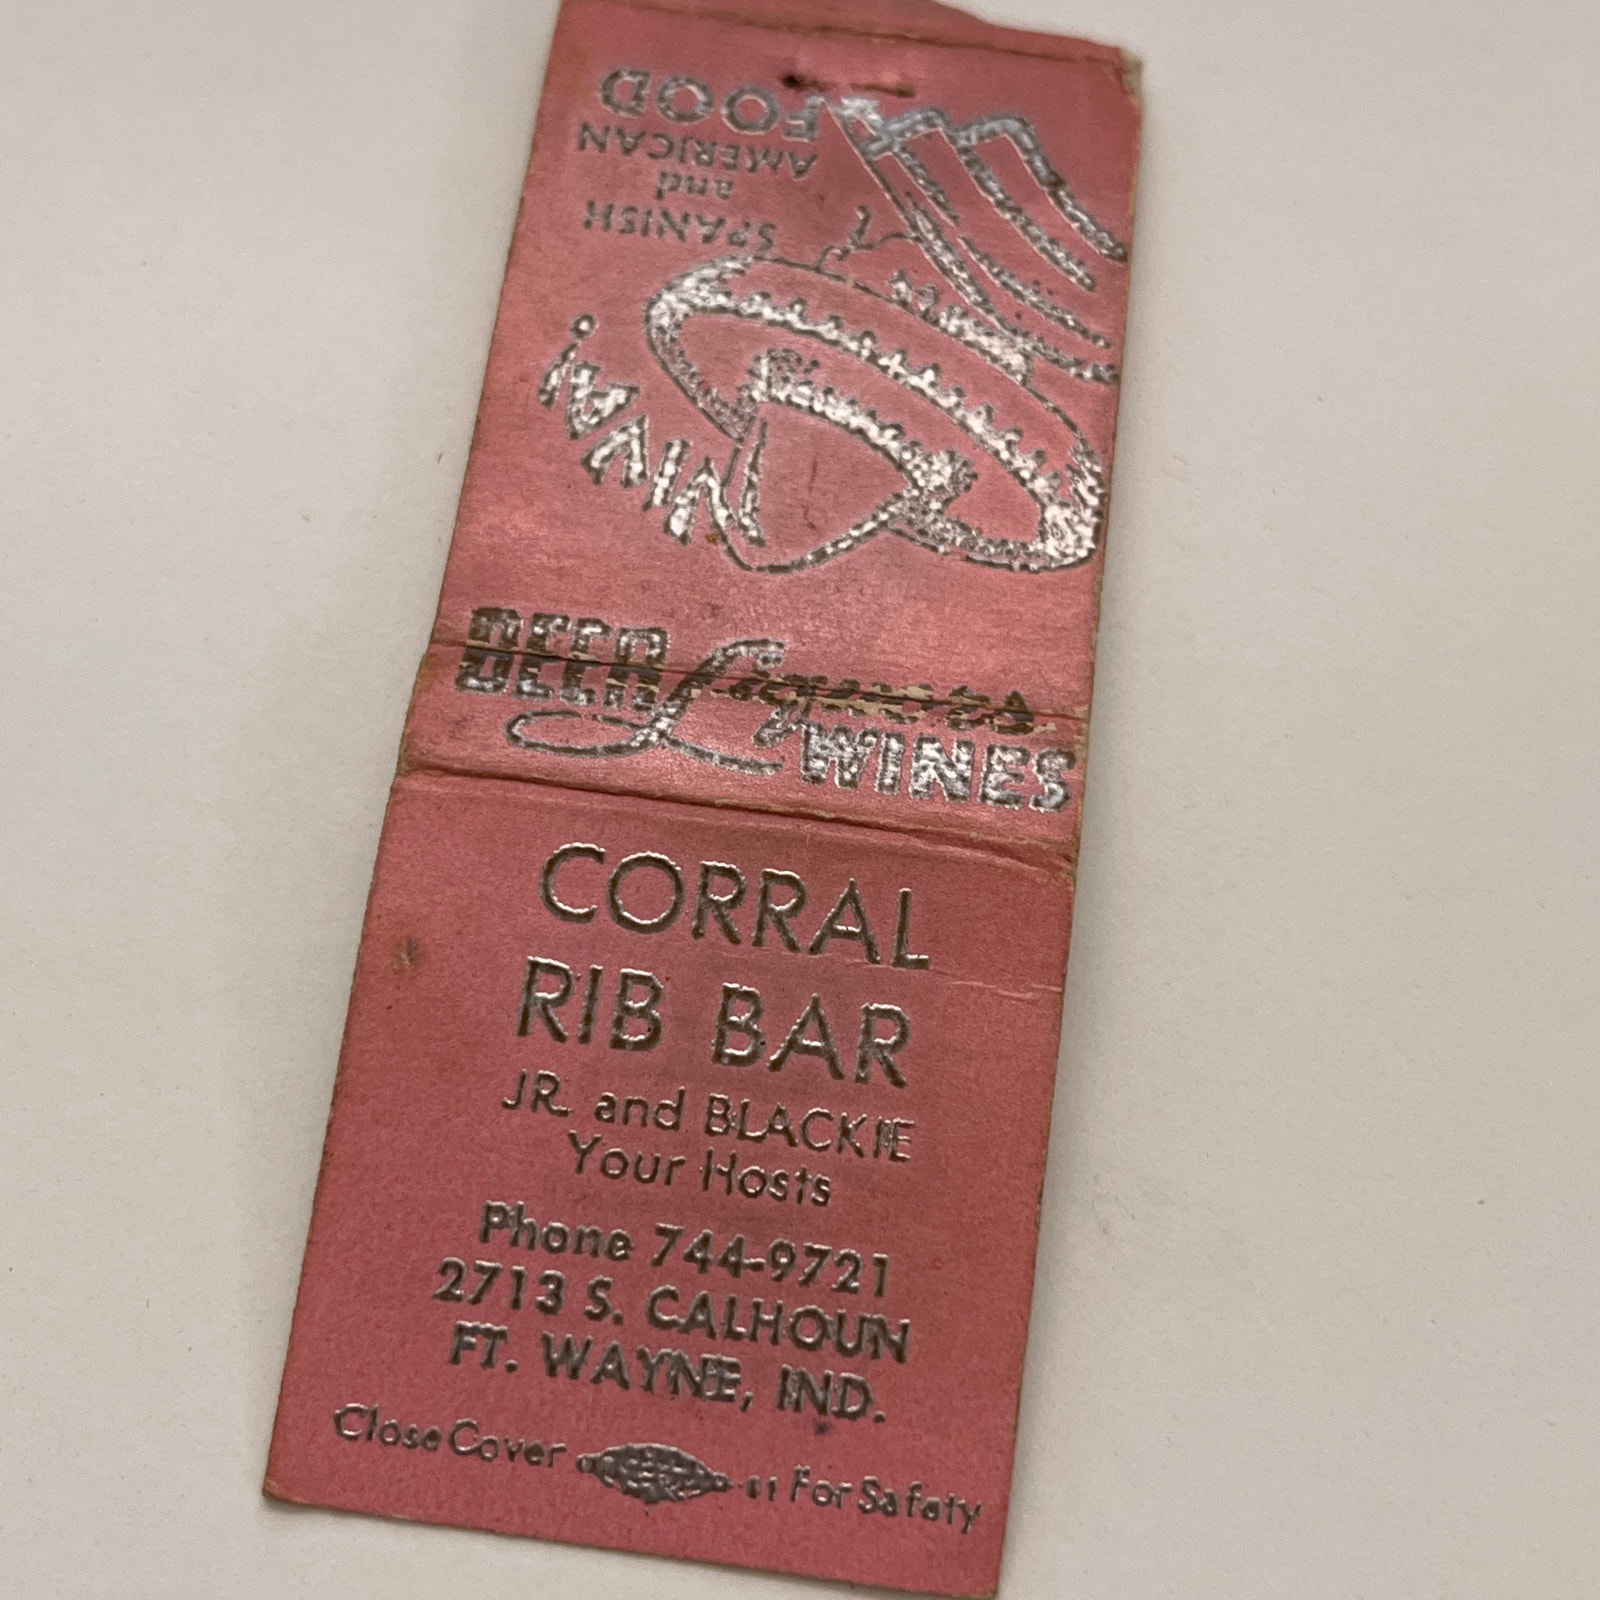 VIVA!
SPANISH
and
AMERICAN
FOOD
BEER Liquors WINES
CORRAL
RIB BAR
JR. and BLACKIE
Your Hosts
Phone 744-9721
2713 S. CALHOUN
FT. WAYNE, IND.
Close Cover 11 For Safety